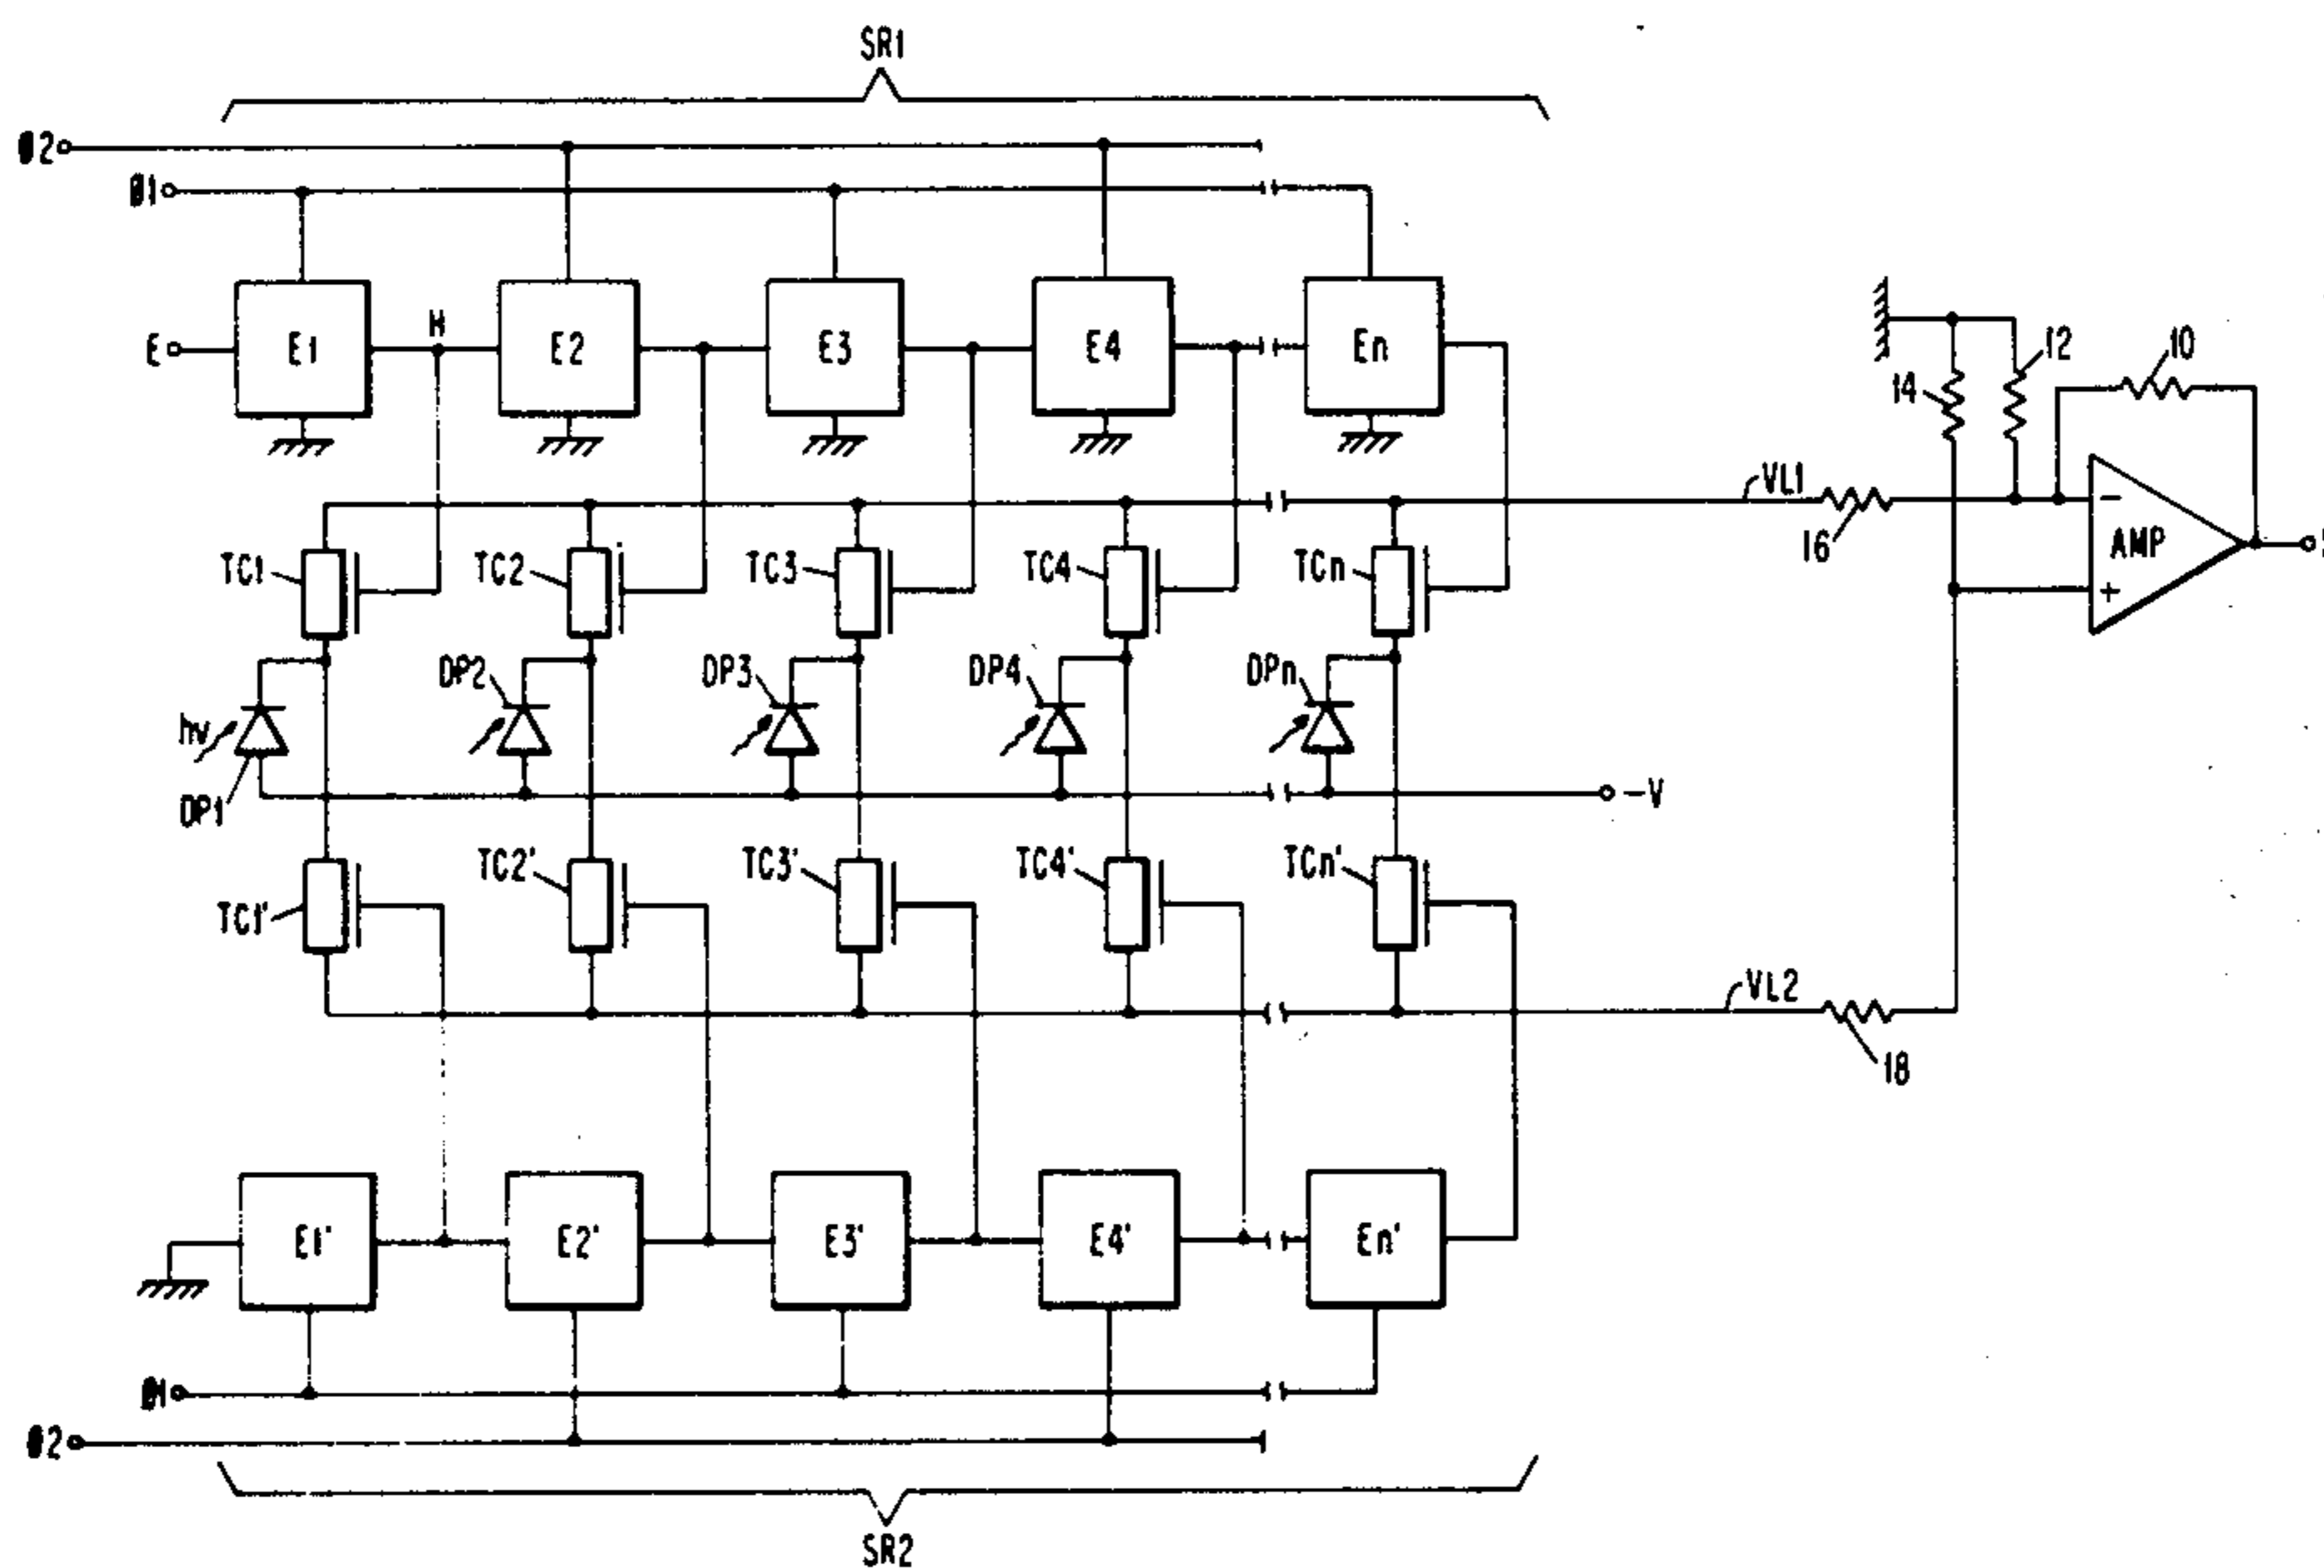 SR1
Ø2
Ø1
E
E1
H
E2
E3
E4
En
12
10
14
VL1
16
AMP
−
+
TC1
TC2
TC3
TC4
TCn
DP2
DP3
DP4
DPn
hν
DP1
−V
TC1'
TC2'
TC3'
TC4'
TCn'
VL2
18
E1'
E2'
E3'
E4'
En'
Ø1
Ø2
SR2